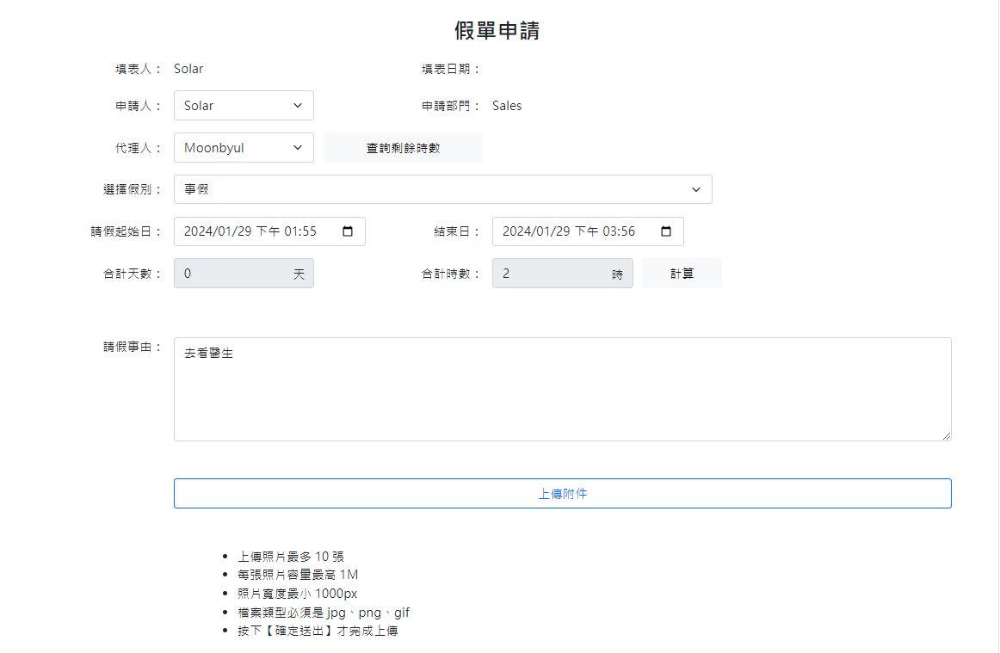 假單申請
填表人： Solar 填表日期：
申請人： Solar 申請部門： Sales
代理人： Moonbyul 查詢剩餘時數
選擇假別： 事假
請假起始日： 2024/01/29 下午 01:55 結束日： 2024/01/29 下午 03:56
合計天數： 0 天 合計時數： 2 時 計算
請假事由： 去看醫生
上傳附件
上傳照片最多 10 張
每張照片容量最高 1M
照片寬度最小 1000px
檔案類型必須是 jpg、png、gif
按下【確定送出】才完成上傳